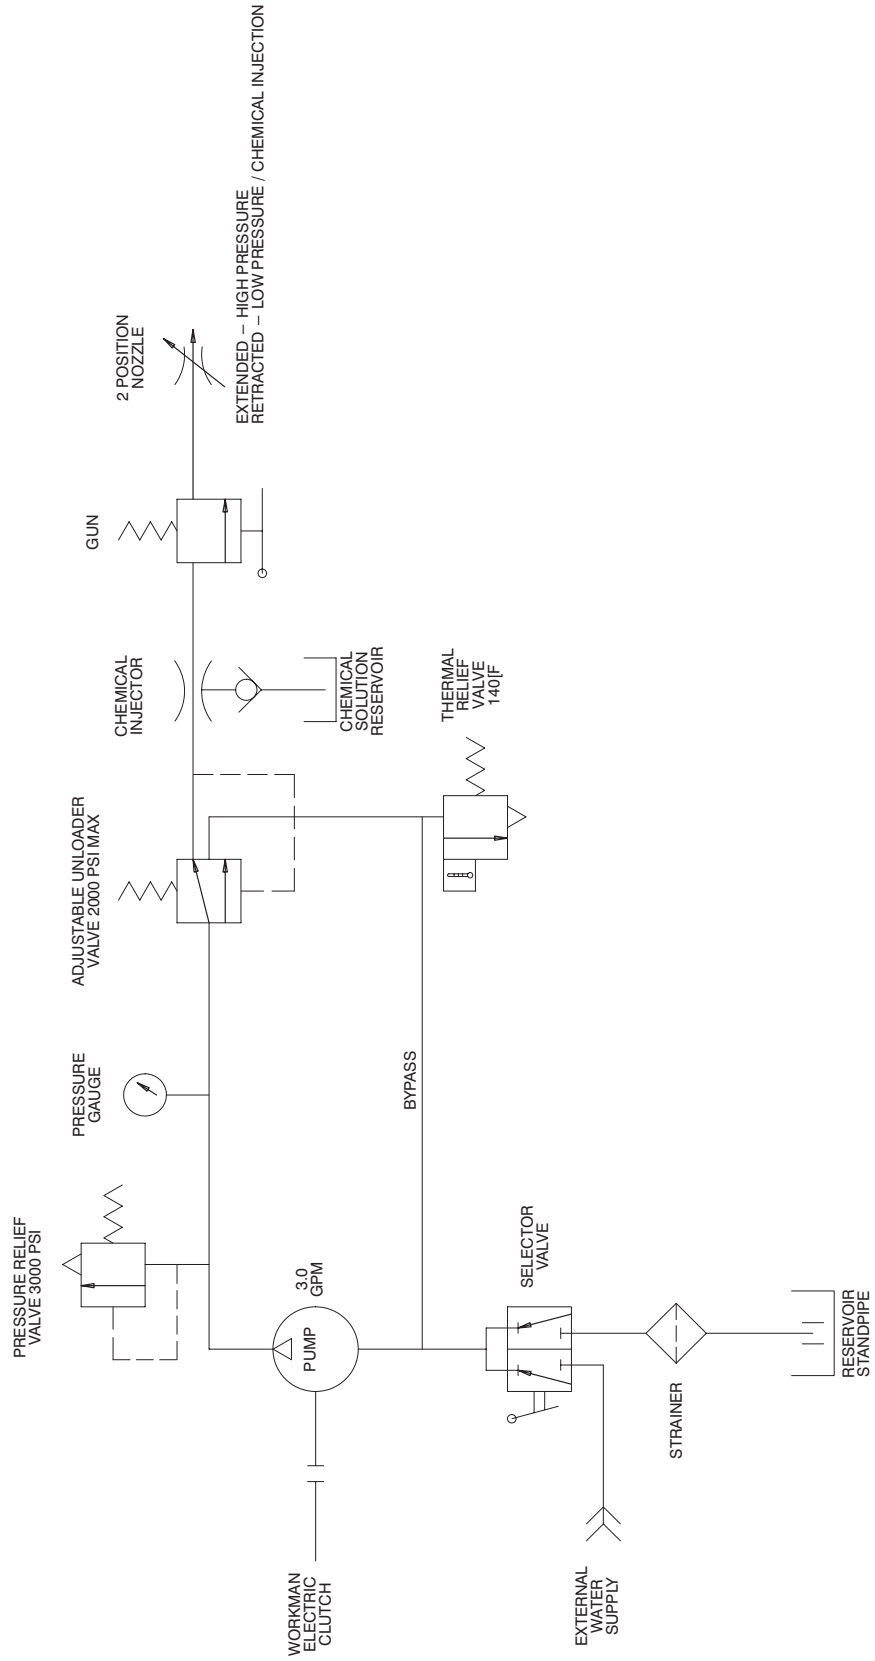 PRESSURE RELIEF
VALVE 3000 PSI
PRESSURE
GAUGE
ADJUSTABLE UNLOADER
VALVE 2000 PSI MAX
CHEMICAL
INJECTOR
GUN
2 POSITION
NOZZLE
EXTENDED – HIGH PRESSURE
RETRACTED – LOW PRESSURE / CHEMICAL INJECTION
CHEMICAL
SOLUTION
RESERVOIR
THERMAL
RELIEF
VALVE
140[F
3.0
GPM
PUMP
BYPASS
WORKMAN
ELECTRIC
CLUTCH
SELECTOR
VALVE
EXTERNAL
WATER
SUPPLY
STRAINER
RESERVOIR
STANDPIPE